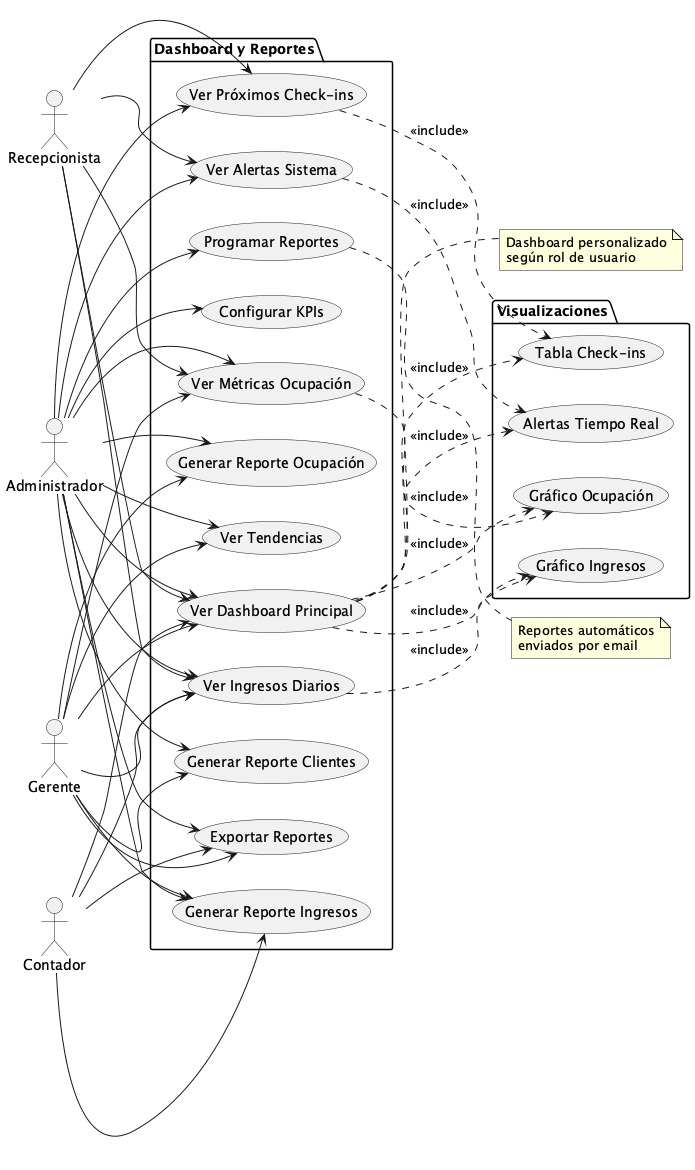 Dashboard y Reportes
Ver Próximos Check-ins
Recepcionista
«include»
Ver Alertas Sistema
«include»
Programar Reportes
Dashboard personalizado
según rol de usuario
Configurar KPIs
Visualizaciones
Tabla Check-ins
«include»
Ver Métricas Ocupación
Alertas Tiempo Real
«include»
Generar Reporte Ocupación
Administrador
«include»
Gráfico Ocupación
Ver Tendencias
«include»
Gráfico Ingresos
Ver Dashboard Principal
«include»
Reportes automáticos
enviados por email
«include»
Ver Ingresos Diarios
Generar Reporte Clientes
Gerente
Exportar Reportes
Generar Reporte Ingresos
Contador